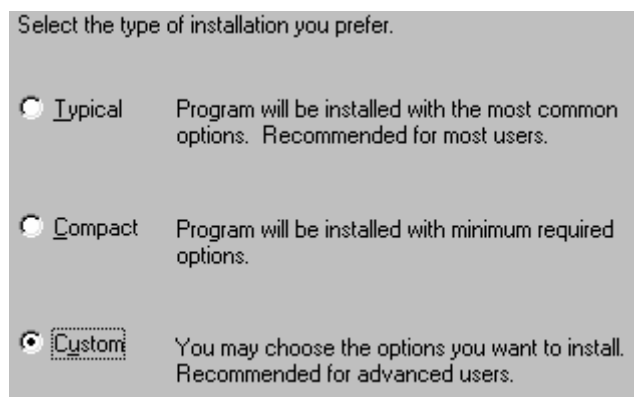 Select the type of installation you prefer.
Typical Program will be installed with the most common
options. Recommended for most users.
Compact Program will be installed with minimum required
options.
Custom You may choose the options you want to install.
Recommended for advanced users.